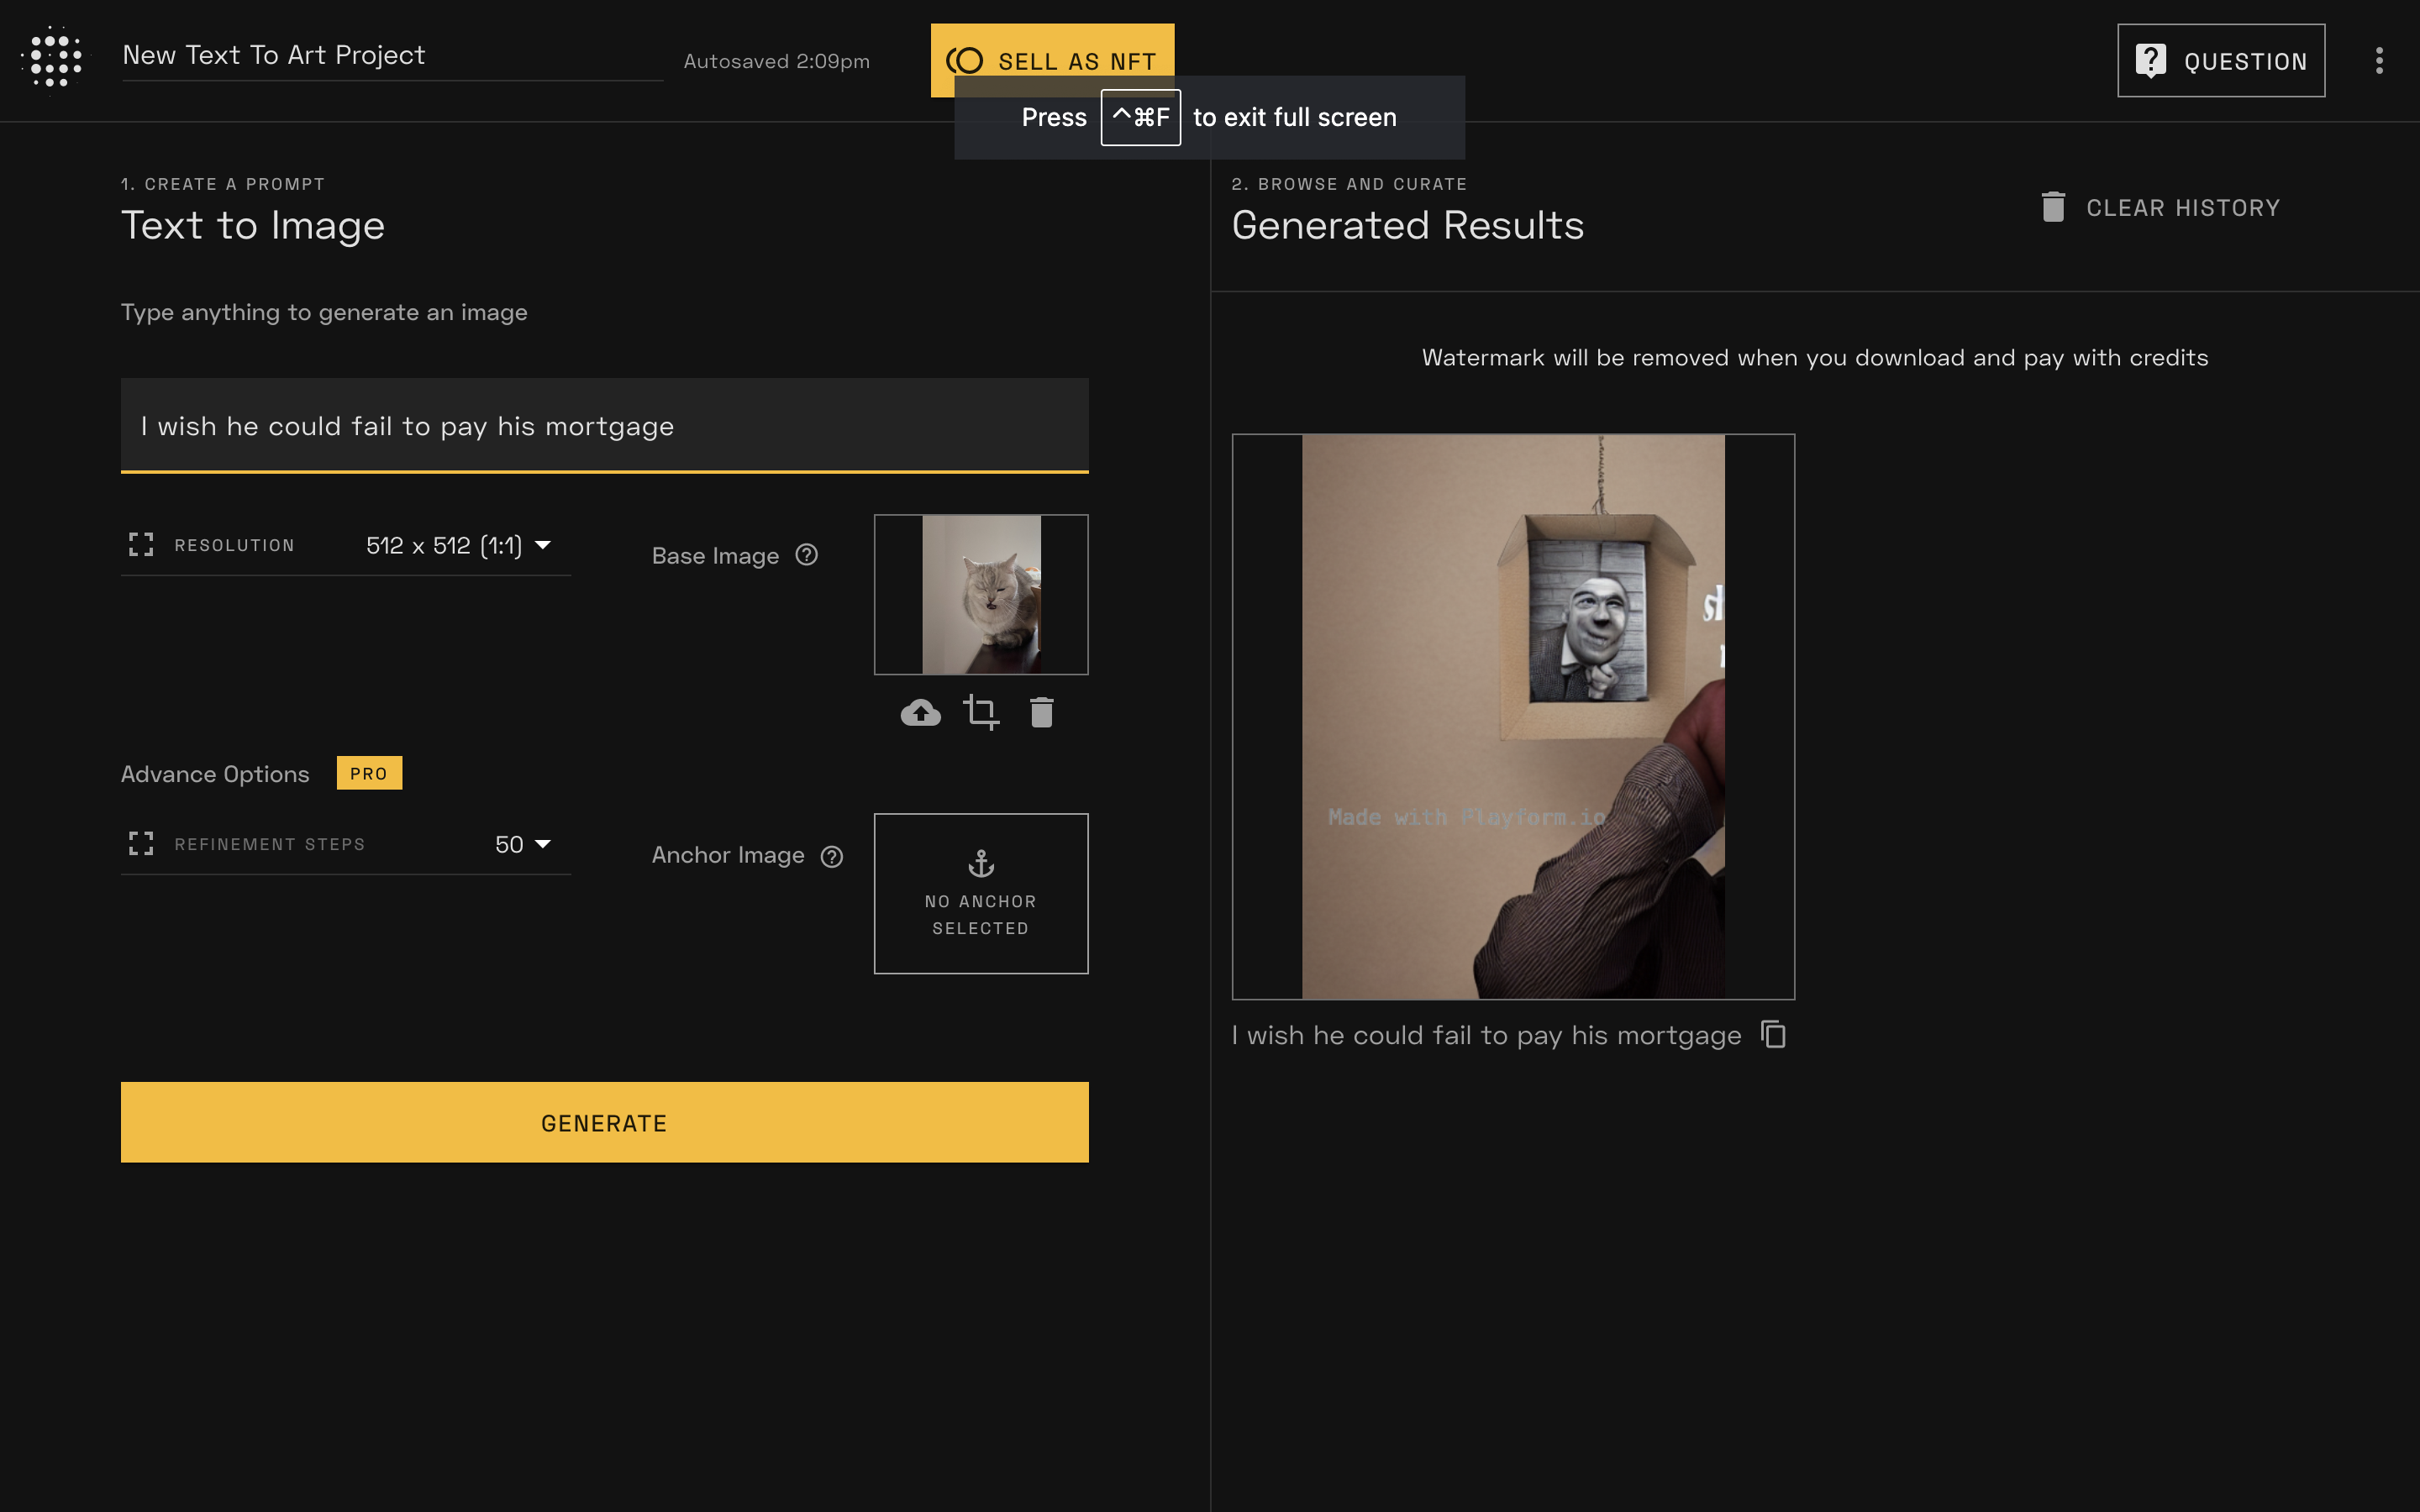 New Text To Art Project
Autosaved 2:09pm
SELL AS NFT
QUESTION
Press ^⌘F to exit full screen
1. CREATE A PROMPT
Text to Image
Type anything to generate an image
I wish he could fail to pay his mortgage
RESOLUTION 512 x 512 (1:1)
Base Image
Advance Options PRO
REFINEMENT STEPS 50
Anchor Image
NO ANCHOR
SELECTED
GENERATE
2. BROWSE AND CURATE
Generated Results
CLEAR HISTORY
Watermark will be removed when you download and pay with credits
Made with Playform.io
I wish he could fail to pay his mortgage